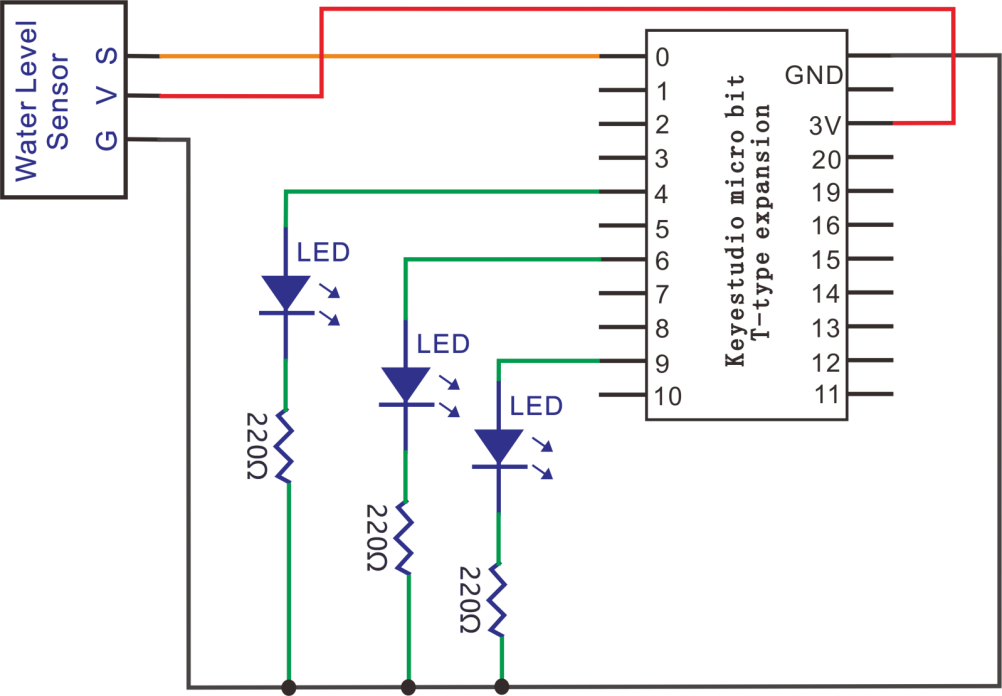 Water Level
Sensor
S
V
G
0
1
2
3
4
5
6
7
8
9
10
Keyestudio micro bit
T-type expansion
GND
3V
20
19
16
15
14
13
12
11
LED
220Ω
LED
220Ω
LED
220Ω